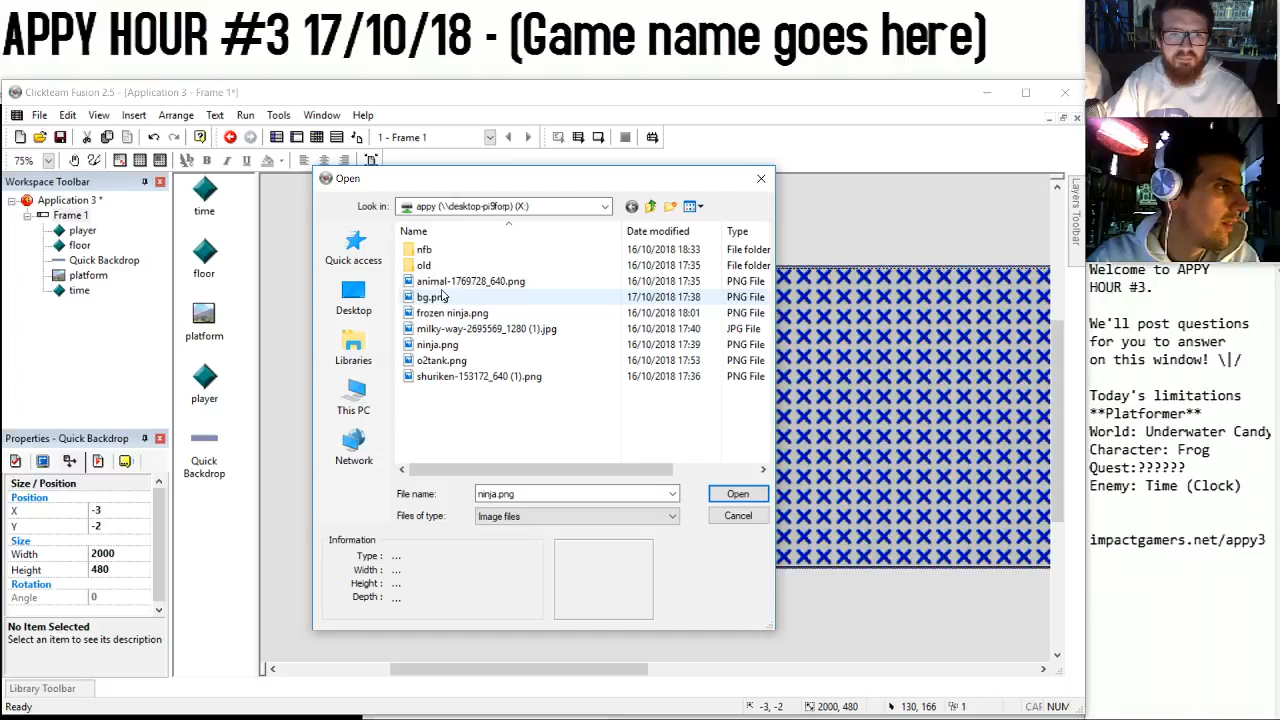 APPY HOUR #3 17/10/18 - (Game name goes here)
Clickteam Fusion 2.5 - [Application 3 - Frame 1*]
File Edit View Insert Arrange Text Run Tools Window Help
1 - Frame 1
75%
B I U
Workspace Toolbar
Application 3 *
Frame 1
player
floor
Quick Backdrop
platform
time
time
floor
platform
player
Quick Backdrop
Properties - Quick Backdrop
Size / Position
Position
X -3
Y -2
Size
Width 2000
Height 480
Rotation
Angle 0
No Item Selected
Select an item to see its description
Library Toolbar
Ready
Open
Look in: appy (\\desktop-pi9forp) (X:)
Name Date modified Type
nfb 16/10/2018 18:33 File folder
old 16/10/2018 17:35 File folder
animal-1769728_640.png 16/10/2018 17:35 PNG File
bg.png 17/10/2018 17:38 PNG File
frozen ninja.png 16/10/2018 18:01 PNG File
milky-way-2695569_1280 (1).jpg 16/10/2018 17:40 JPG File
ninja.png 16/10/2018 17:39 PNG File
o2tank.png 16/10/2018 17:53 PNG File
shuriken-153172_640 (1).png 16/10/2018 17:36 PNG File
Quick access
Desktop
Libraries
This PC
Network
File name: ninja.png Open
Files of type: Image files Cancel
Information
Type : ...
Width : ...
Height : ...
Depth : ...
Layers Toolbar
-3, -2 2000, 480 130, 166 1 CAP NUM
Welcome to APPY
HOUR #3.
We'll post questions
for you to answer
on this window! \|/
Today's limitations
**Platformer**
World: Underwater Candy
Character: Frog
Quest:??????
Enemy: Time (Clock)
impactgamers.net/appy3